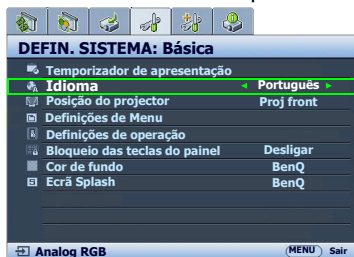 DEFIN. SISTEMA: Básica
Temporizador de apresentação
Idioma Português
Posição do projector Proj front
Definições de Menu
Definições de operação
Bloqueio das teclas do painel Desligar
Cor de fundo BenQ
Ecrã Splash BenQ
Analog RGB MENU Sair